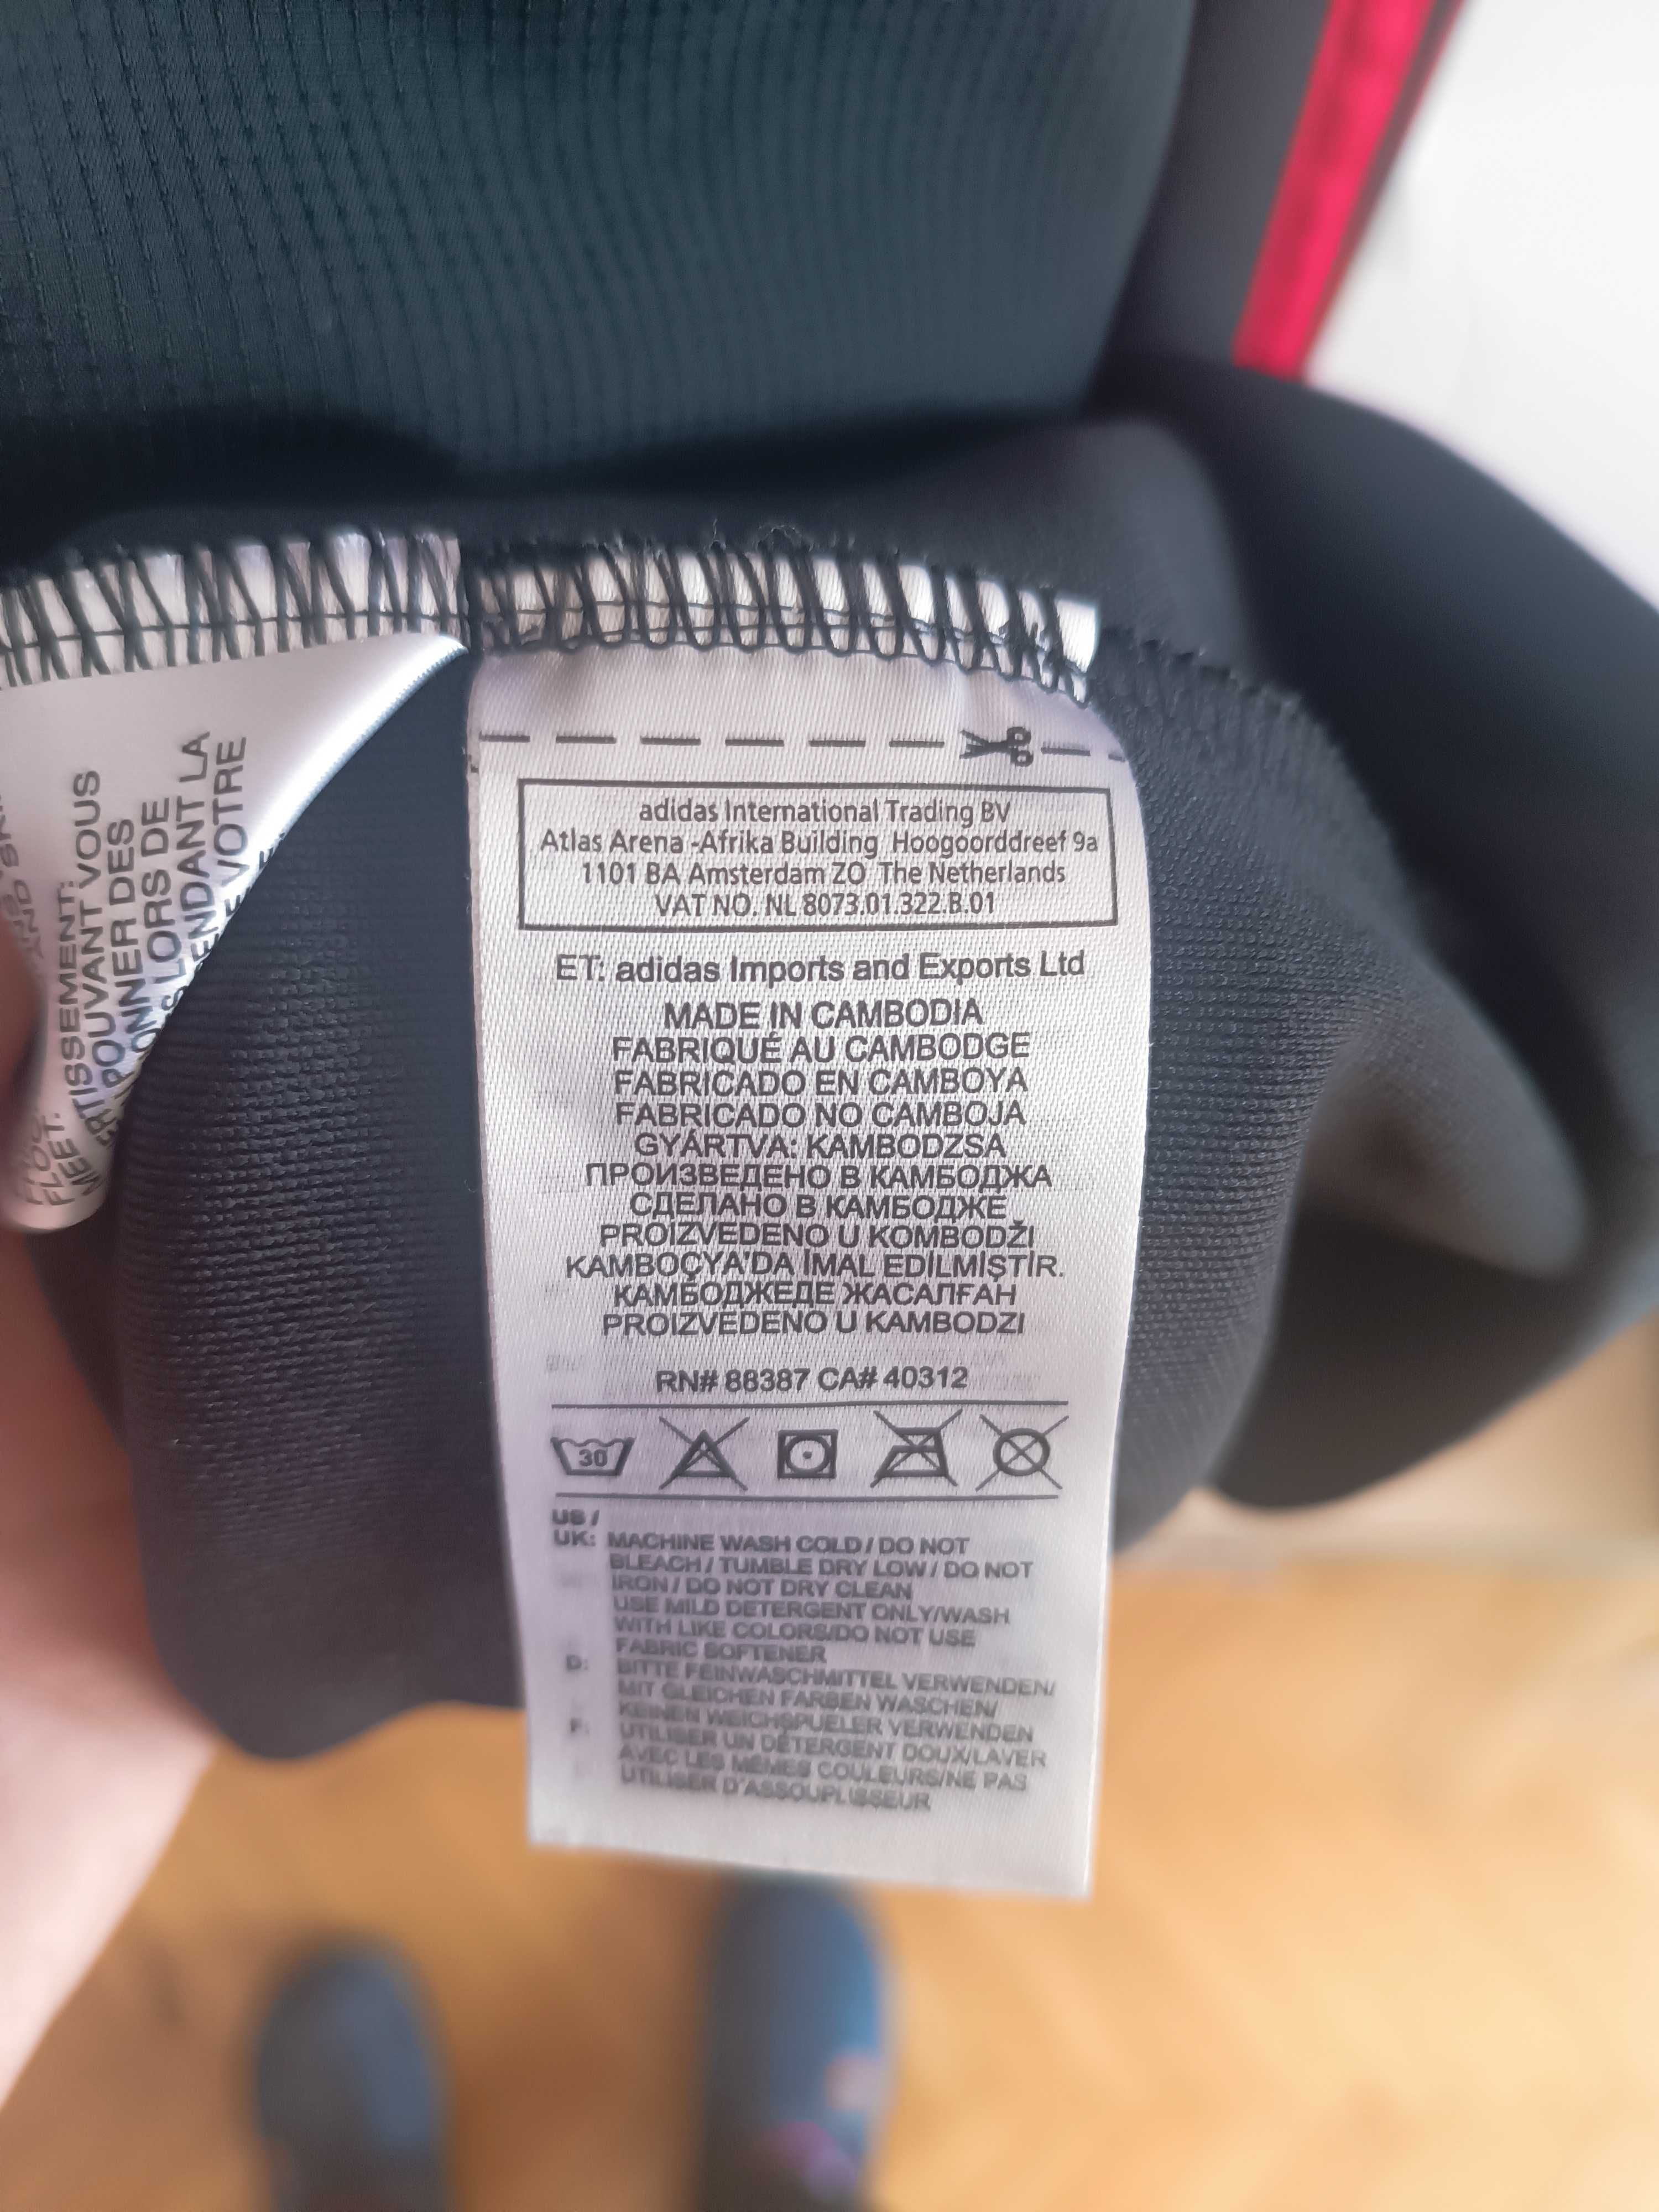 adidas International Trading BV
Atlas Arena -Afrika Building Hoogoorddreef 9a
1101 BA Amsterdam ZO The Netherlands
VAT NO. NL 8073.01.322.B.01
ET: adidas Imports and Exports Ltd
MADE IN CAMBODIA
FABRIQUÉ AU CAMBODGE
FABRICADO EN CAMBOYA
FABRICADO NO CAMBOJA
GYÁRTVA: KAMBODZSA
ПРОИЗВЕДЕНО В КАМБОДЖА
СДЕЛАНО В КАМБОДЖЕ
PROIZVEDENO U KOMBODŽI
KAMBOÇYA'DA İMAL EDİLMİŞTİR.
КАМБОДЖЕДЕ ЖАСАЛҒАН
PROIZVEDENO U KAMBODZI
RN# 88387 CA# 40312
30
US /
UK: MACHINE WASH COLD / DO NOT
BLEACH / TUMBLE DRY LOW / DO NOT
IRON / DO NOT DRY CLEAN
USE MILD DETERGENT ONLY/WASH
WITH LIKE COLORS/DO NOT USE
FABRIC SOFTENER
D: BITTE FEINWASCHMITTEL VERWENDEN/
MIT GLEICHEN FARBEN WASCHEN/
KEINEN WEICHSPUELER VERWENDEN
F: UTILISER UN DÉTERGENT DOUX/LAVER
AVEC LES MÊMES COULEURS/NE PAS
UTILISER D'ASSOUPLISSEUR
AND
MEET.
POUVANT VOUS
DES
LORS DE
LA
VOTRE